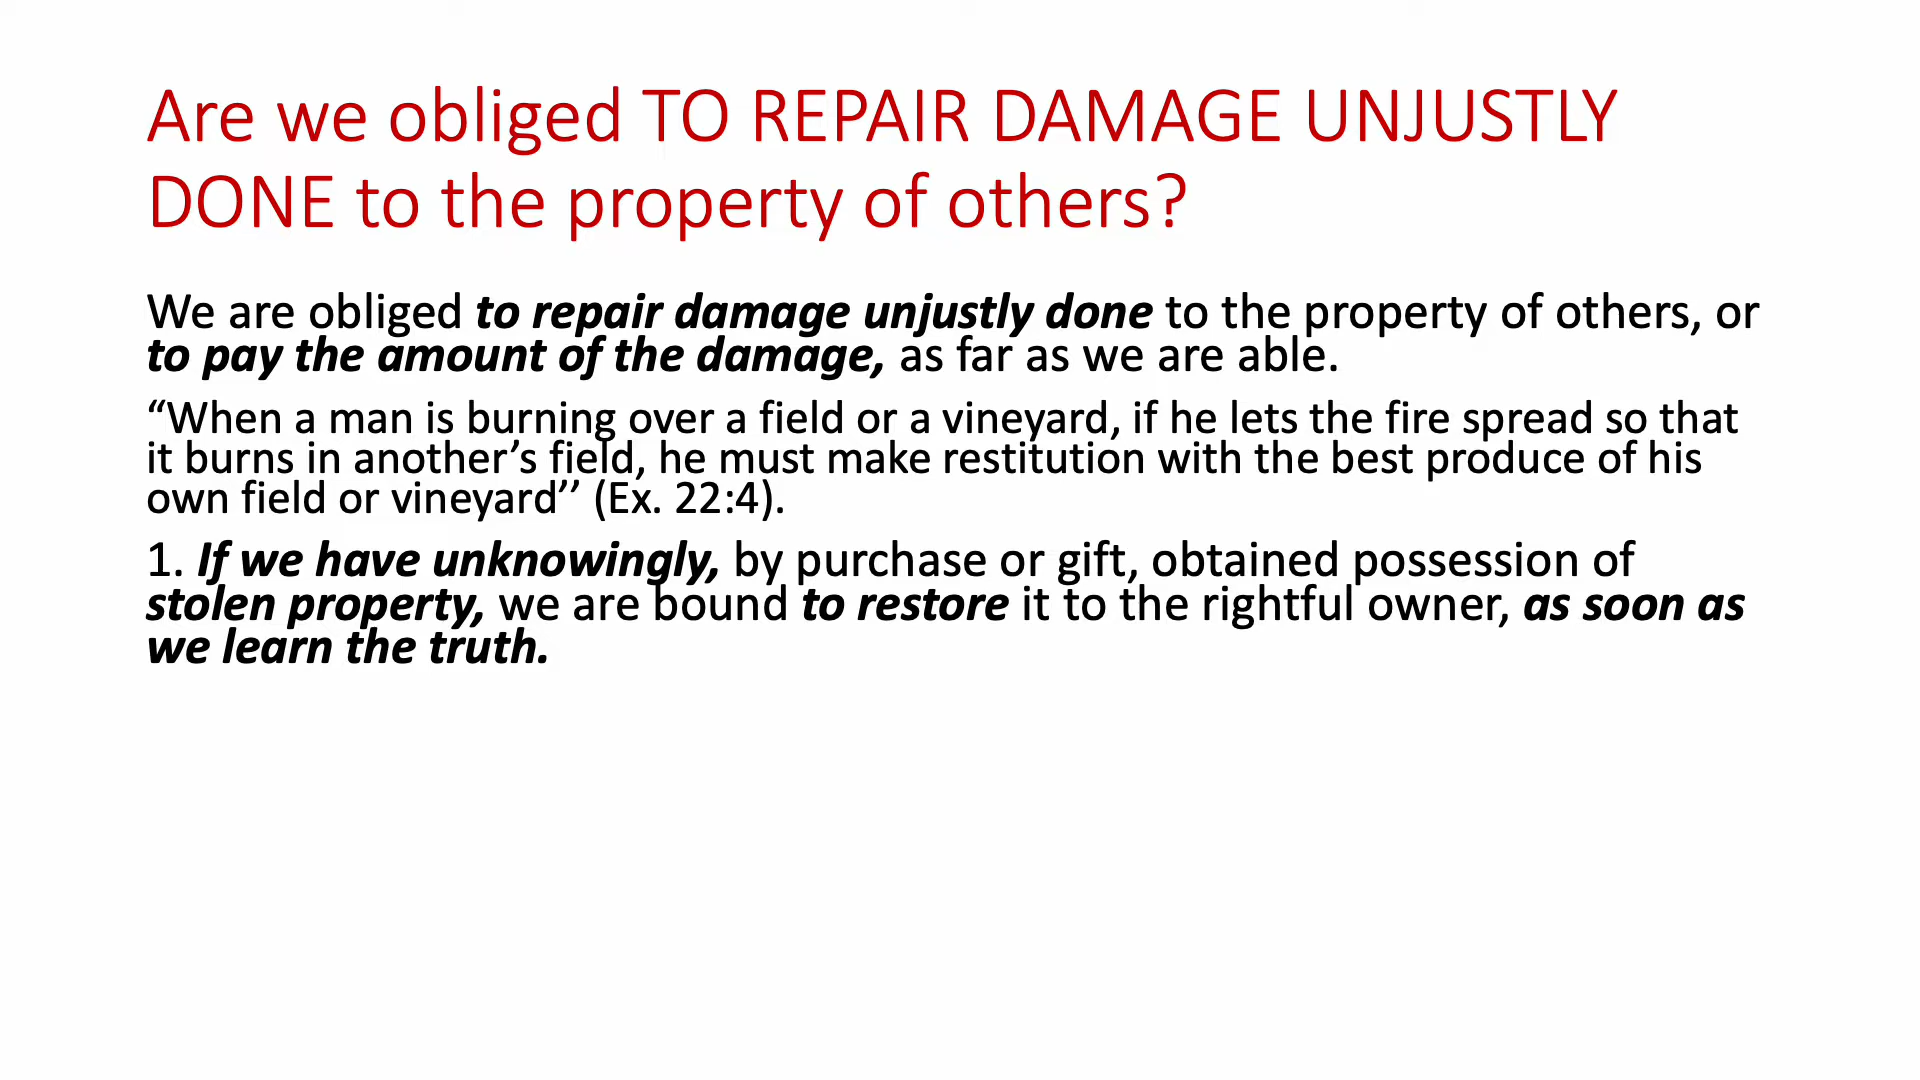 Are we obliged TO REPAIR DAMAGE UNJUSTLY
DONE to the property of others?
We are obliged to repair damage unjustly done to the property of others, or
to pay the amount of the damage, as far as we are able.
“When a man is burning over a field or a vineyard, if he lets the fire spread so that
it burns in another’s field, he must make restitution with the best produce of his
own field or vineyard’’ (Ex. 22:4).
1. If we have unknowingly, by purchase or gift, obtained possession of
stolen property, we are bound to restore it to the rightful owner, as soon as
we learn the truth.